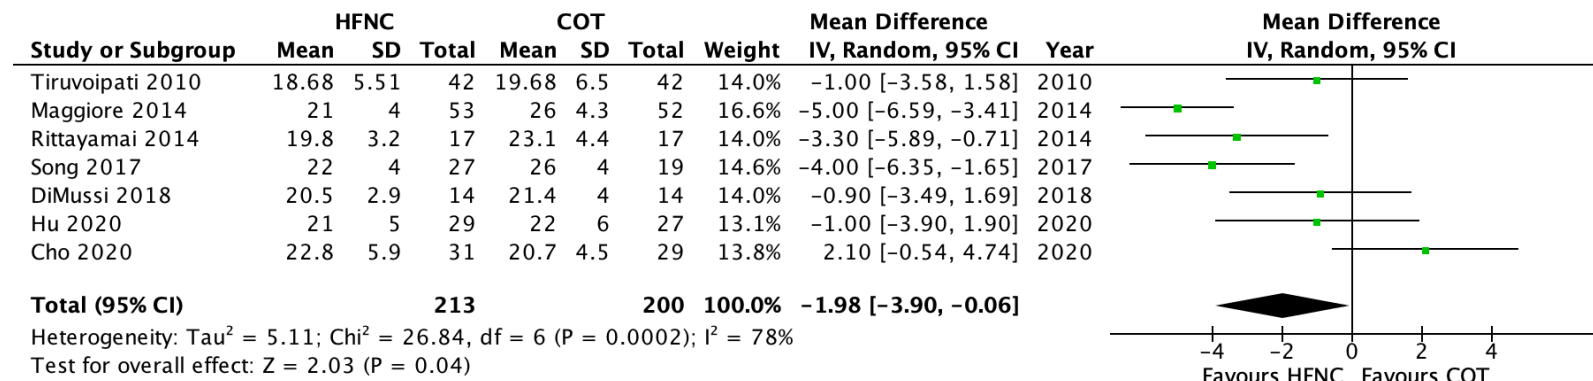 HFNC COT Mean Difference Mean Difference
Study or Subgroup Mean SD Total Mean SD Total Weight IV, Random, 95% CI Year IV, Random, 95% CI
Tiruvoipati 2010 18.68 5.51 42 19.68 6.5 42 14.0% −1.00 [−3.58, 1.58] 2010
Maggiore 2014 21 4 53 26 4.3 52 16.6% −5.00 [−6.59, −3.41] 2014
Rittayamai 2014 19.8 3.2 17 23.1 4.4 17 14.0% −3.30 [−5.89, −0.71] 2014
Song 2017 22 4 27 26 4 19 14.6% −4.00 [−6.35, −1.65] 2017
DiMussi 2018 20.5 2.9 14 21.4 4 14 14.0% −0.90 [−3.49, 1.69] 2018
Hu 2020 21 5 29 22 6 27 13.1% −1.00 [−3.90, 1.90] 2020
Cho 2020 22.8 5.9 31 20.7 4.5 29 13.8% 2.10 [−0.54, 4.74] 2020
Total (95% CI) 213 200 100.0% −1.98 [−3.90, −0.06]
Heterogeneity: Tau² = 5.11; Chi² = 26.84, df = 6 (P = 0.0002); I² = 78%
Test for overall effect: Z = 2.03 (P = 0.04)
−4 −2 0 2 4
Favours HFNC Favours COT